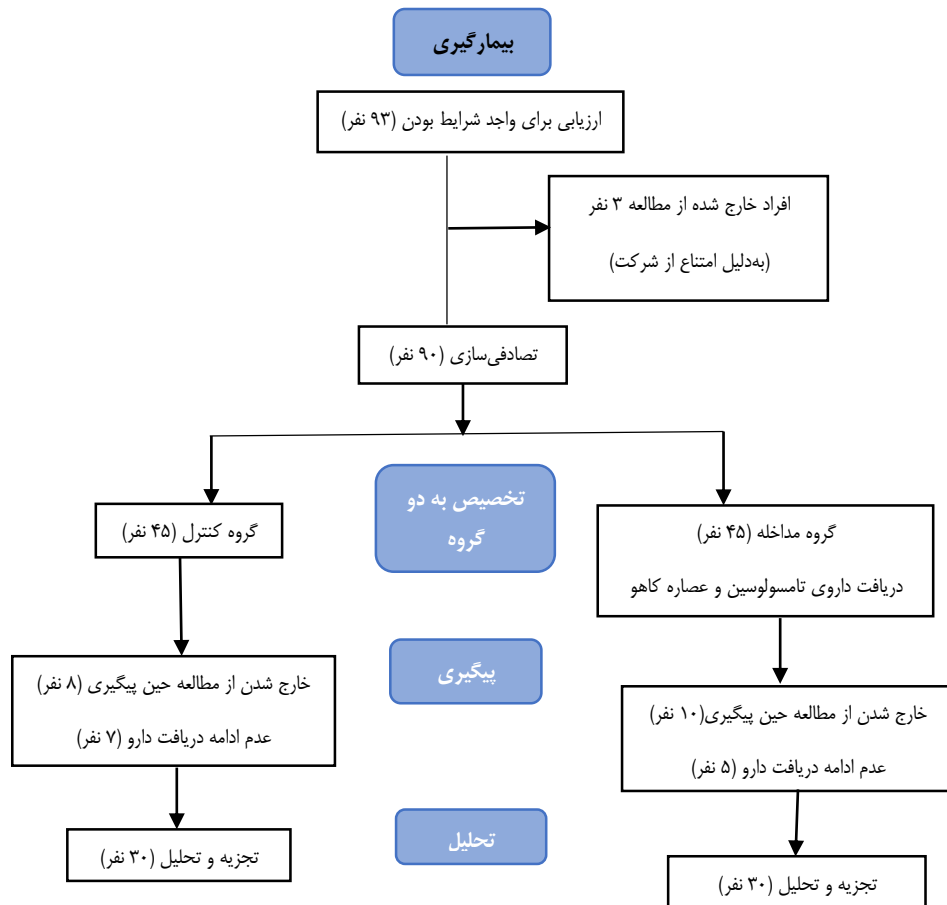 بیمارگیری
ارزیابی برای واجد شرایط بودن (۹۳ نفر)
افراد خارج شده از مطالعه ۳ نفر
(به‌دلیل امتناع از شرکت)
تصادفی‌سازی (۹۰ نفر)
تخصیص به دو
گروه
گروه مداخله (۴۵ نفر)
دریافت داروی تامسولوسین و عصاره کاهو
گروه کنترل (۴۵ نفر)
پیگیری
خارج شدن از مطالعه حین پیگیری(۱۰ نفر)
عدم ادامه دریافت دارو (۵ نفر)
خارج شدن از مطالعه حین پیگیری (۸ نفر)
عدم ادامه دریافت دارو (۷ نفر)
تحلیل
تجزیه و تحلیل (۳۰ نفر)
تجزیه و تحلیل (۳۰ نفر)